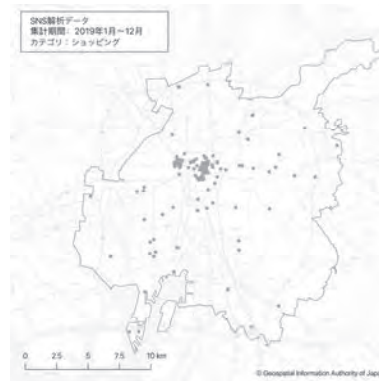 SNS解析データ
集計期間：2019年1月～12月
カテゴリ：ショッピング
0 2.5 5 7.5 10 km
© Geospatial Information Authority of Japan